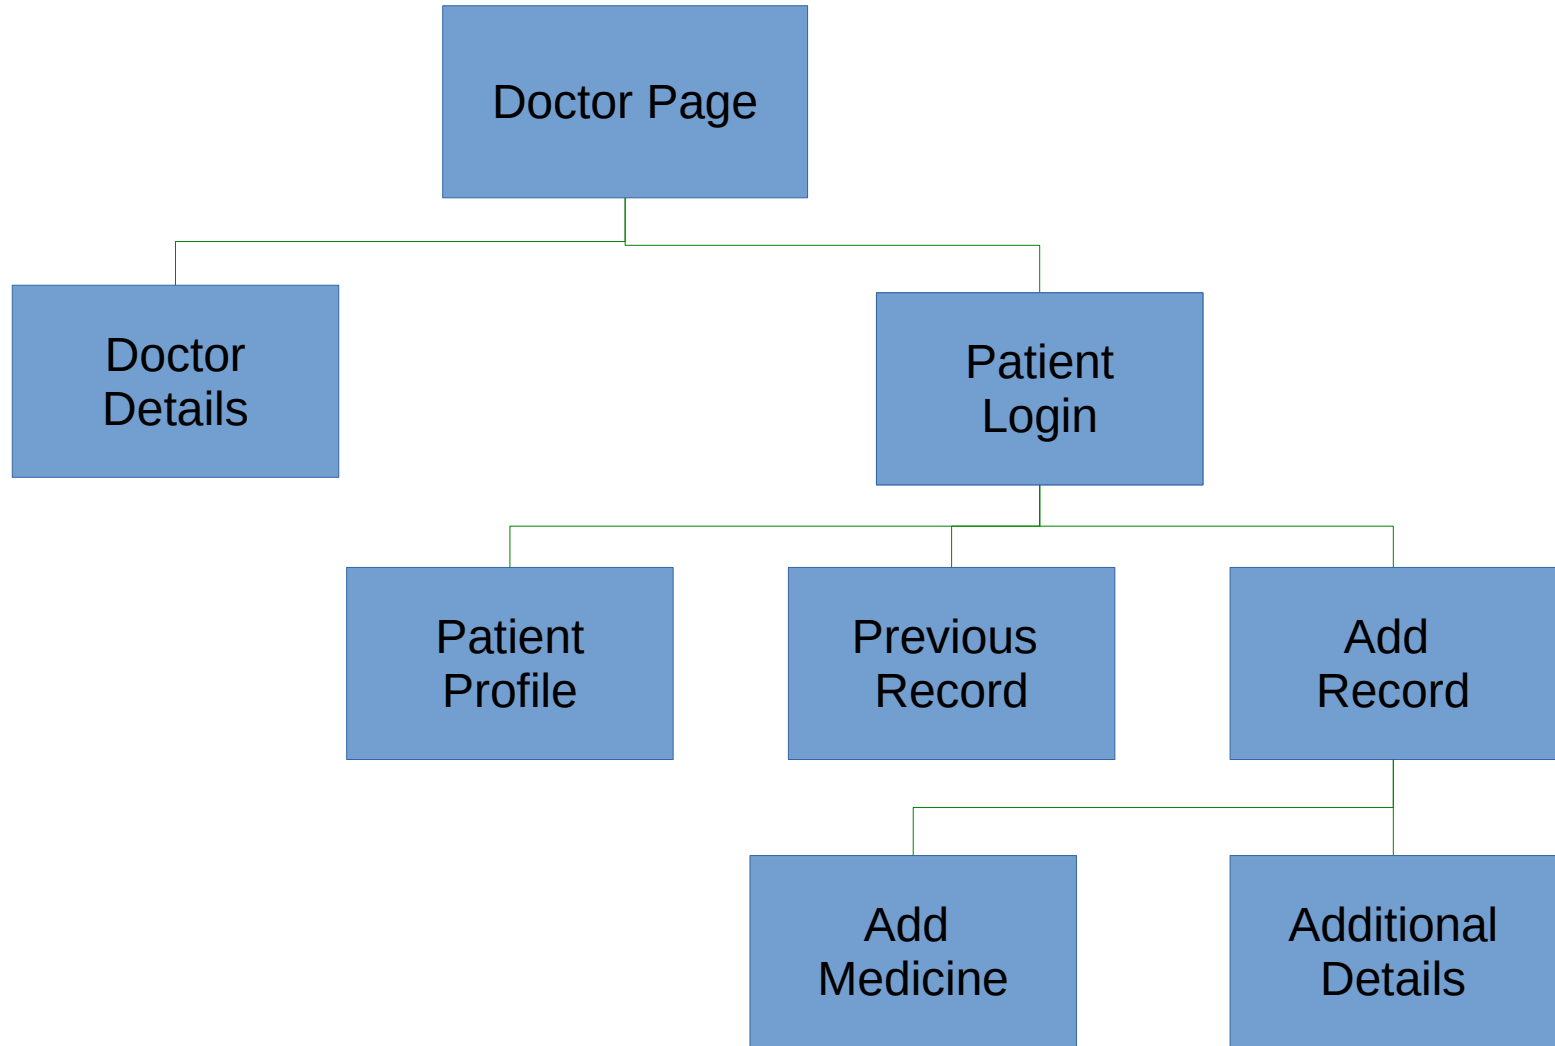 Doctor Page
Doctor
Details
Patient
Login
Patient
Profile
Previous
Record
Add
Record
Add
Medicine
Additional
Details